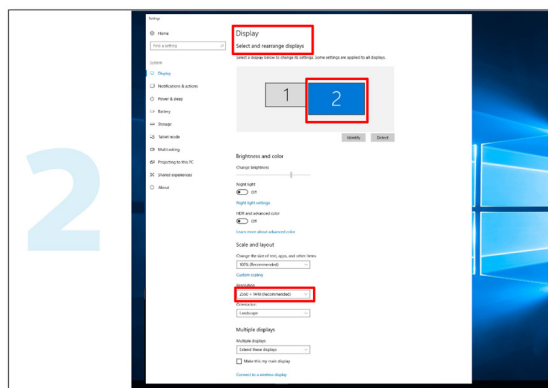 2
Settings
Home
Find a setting
System
Display
Notifications & actions
Power & sleep
Battery
Storage
Tablet mode
Multitasking
Projecting to this PC
Shared experiences
About
Display
Select and rearrange displays
Select a display below to change its settings. Some settings are applied to all displays.
1
2
Identify Detect
Brightness and color
Change brightness
Night light
Off
Night light settings
HDR and advanced color
Off
Learn more about advanced color
Scale and layout
Change the size of text, apps, and other items
100% (Recommended)
Custom scaling
Resolution
2560 × 1440 (Recommended)
Orientation
Landscape
Multiple displays
Multiple displays
Extend these displays
Make this my main display
Connect to a wireless display